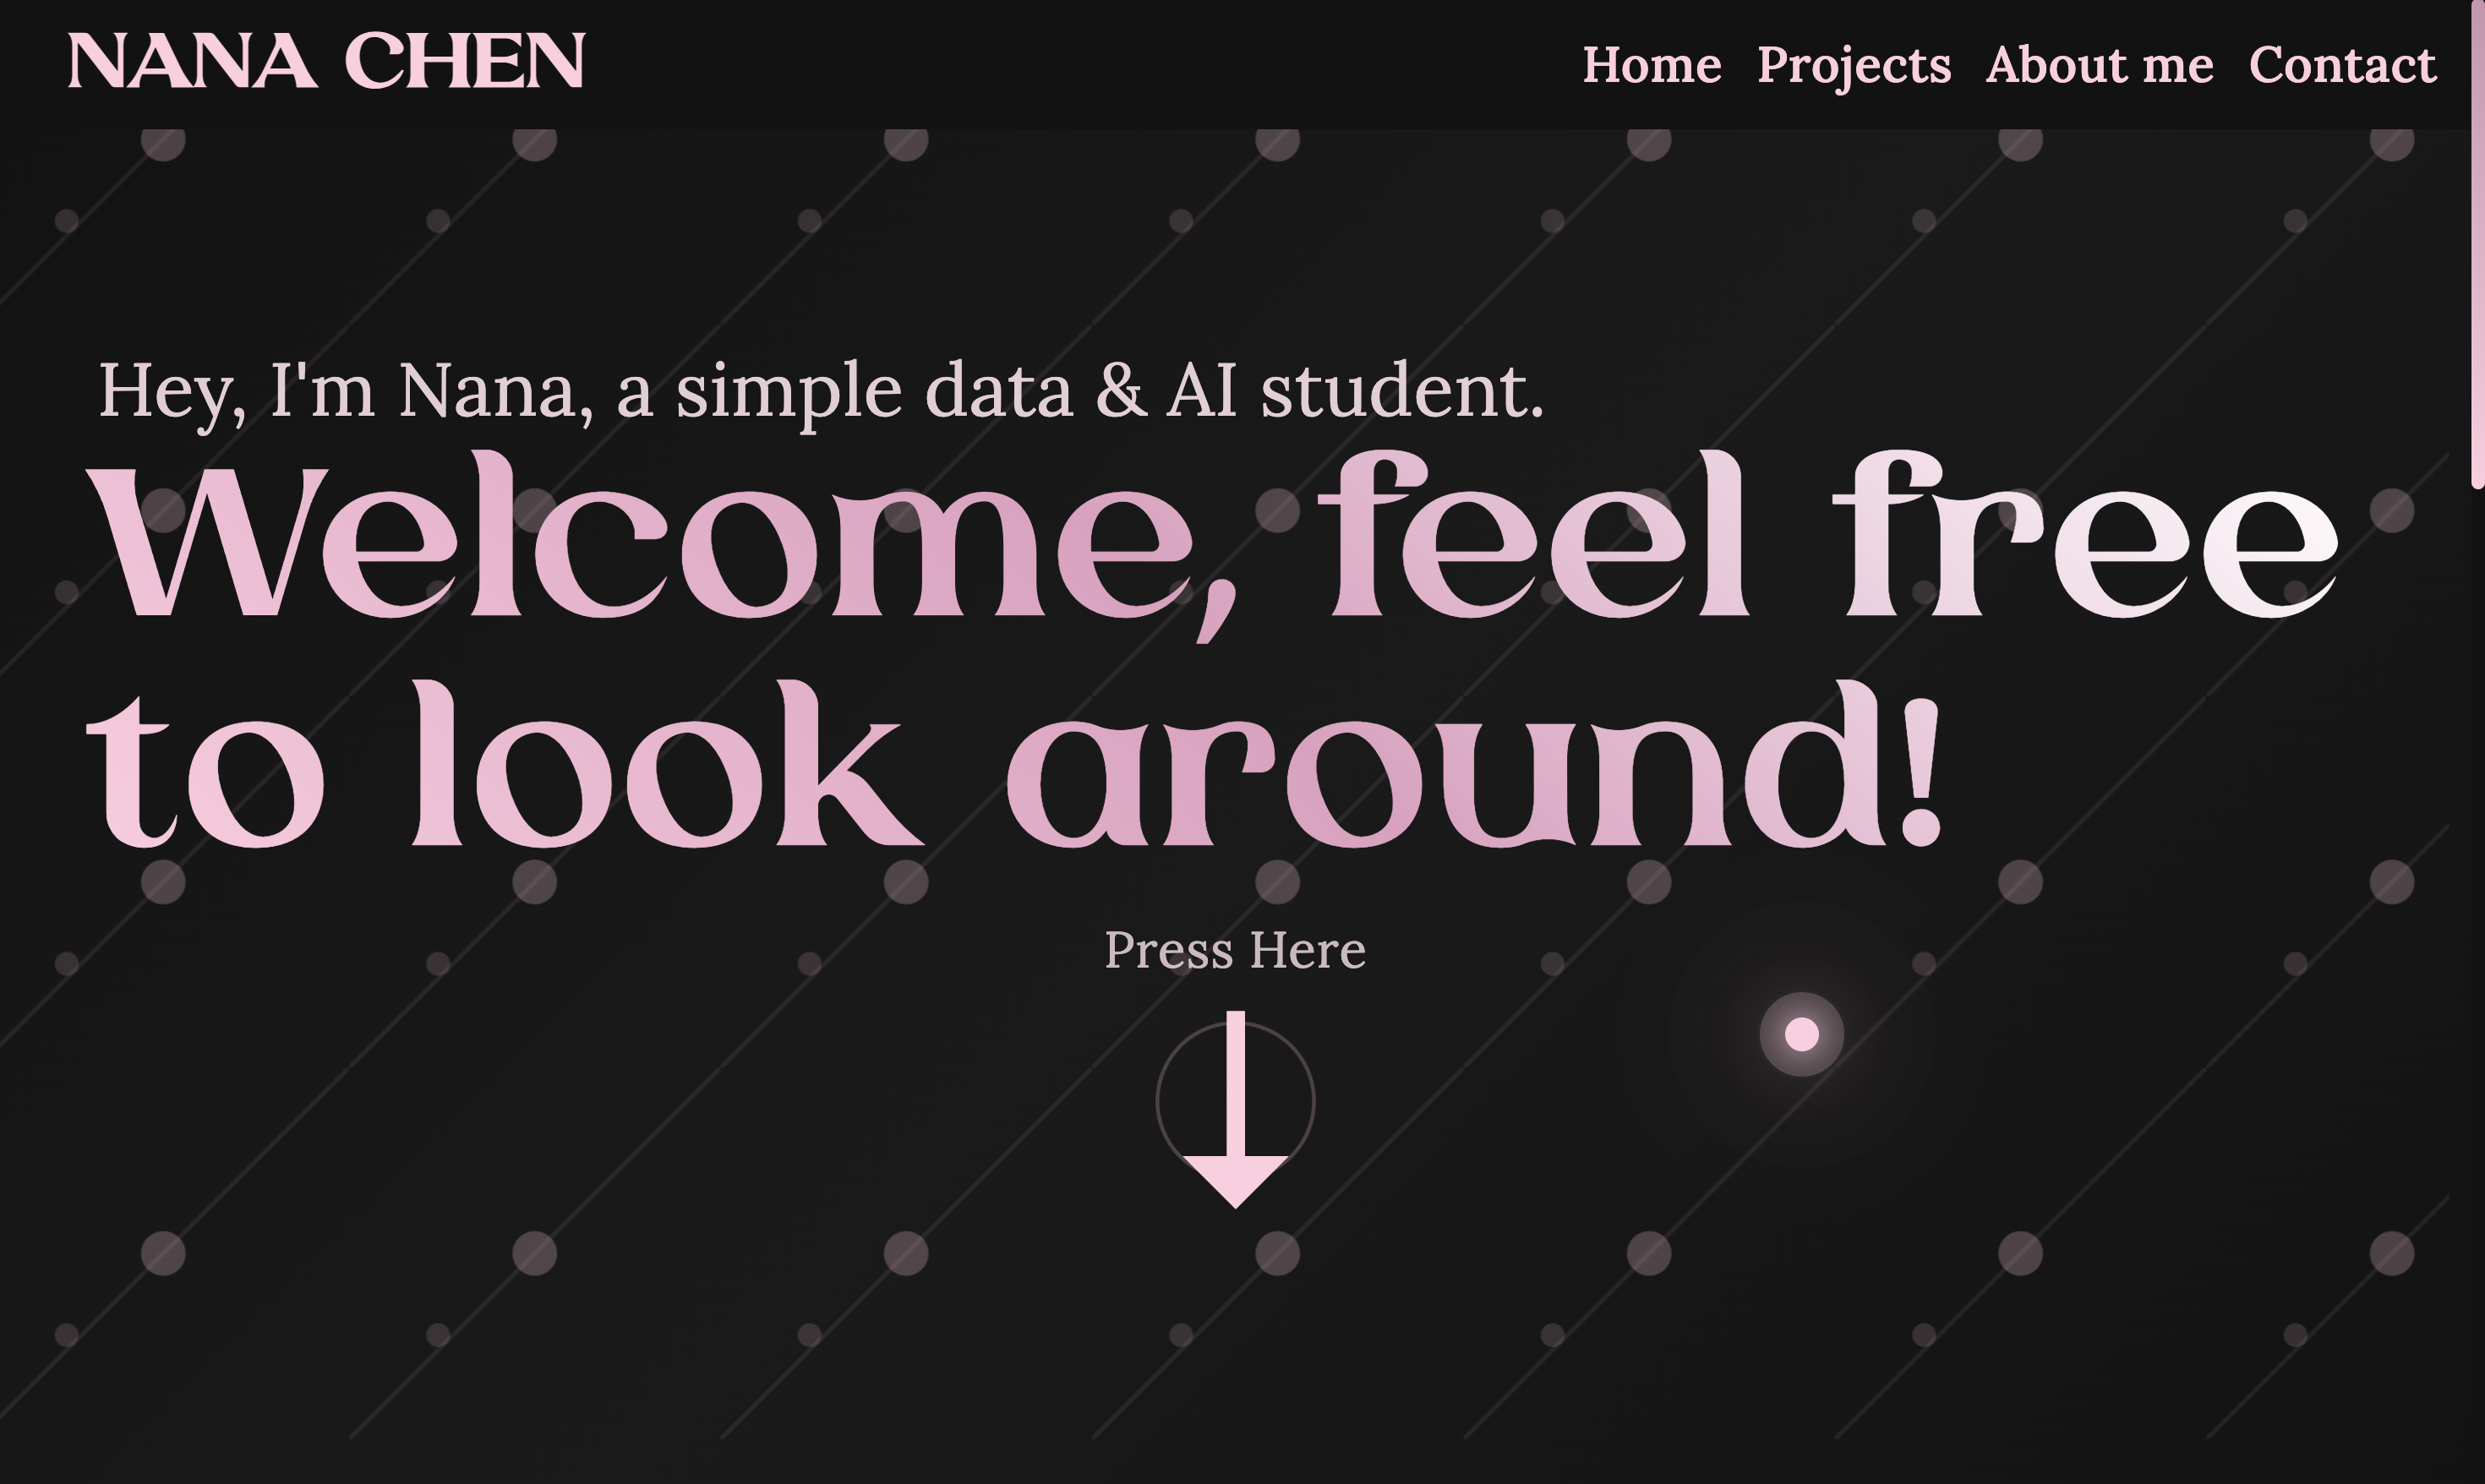 NANA CHEN
Home Projects About me Contact
Hey, I'm Nana, a simple data & AI student.
Welcome, feel free
to look around!
Press Here